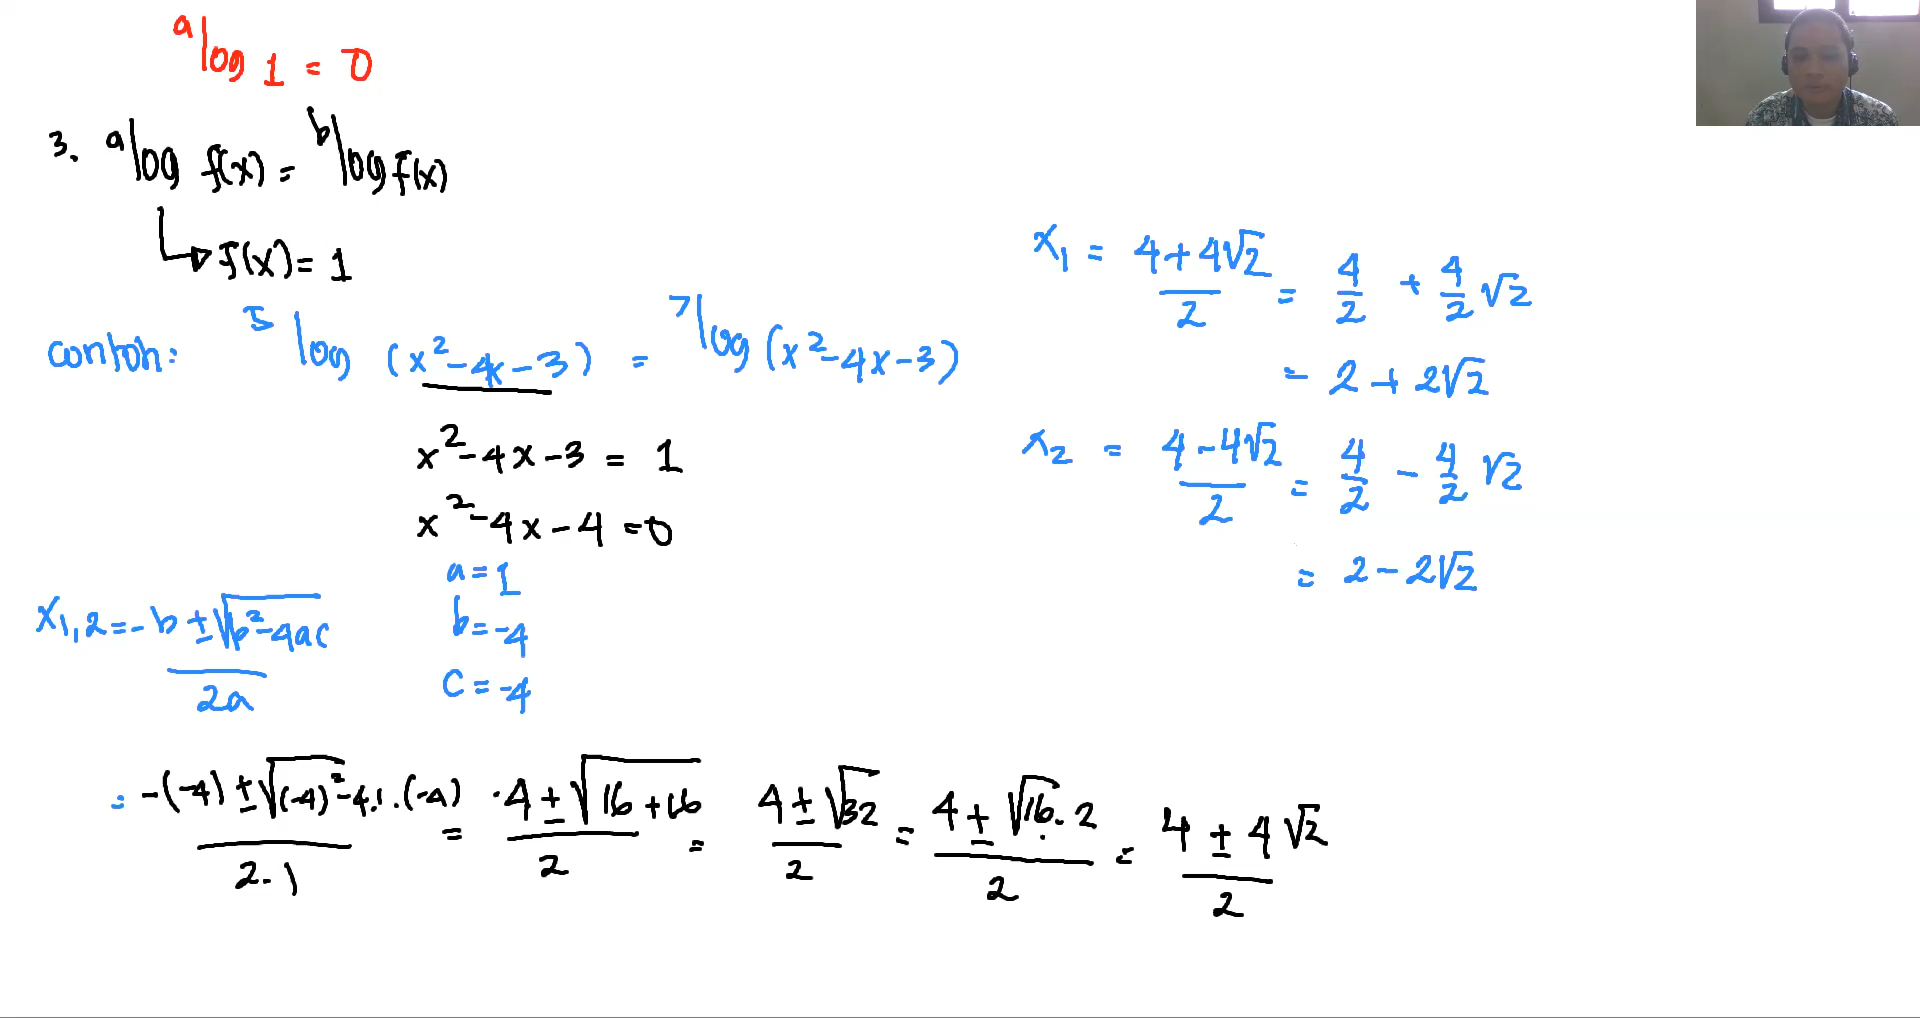 ᵃlog 1 = 0
3. ᵃlog f(x) = ᵇlog f(x)
↳ f(x) = 1
contoh: ⁵log (x² - 4x - 3) = ⁷log (x² - 4x - 3)
x² - 4x - 3 = 1
x² - 4x - 4 = 0
a = 1
b = -4
c = -4
x₁,₂ = -b ± √(b² - 4ac) / 2a
= -(-4) ± √((-4)² - 4.1.(-4)) / 2.1 = 4 ± √(16 + 16) / 2 = 4 ± √32 / 2 = 4 ± √(16.2) / 2 = 4 ± 4√2 / 2
x₁ = 4 + 4√2 / 2 = 4/2 + 4/2 √2
= 2 + 2√2
x₂ = 4 - 4√2 / 2 = 4/2 - 4/2 √2
= 2 - 2√2